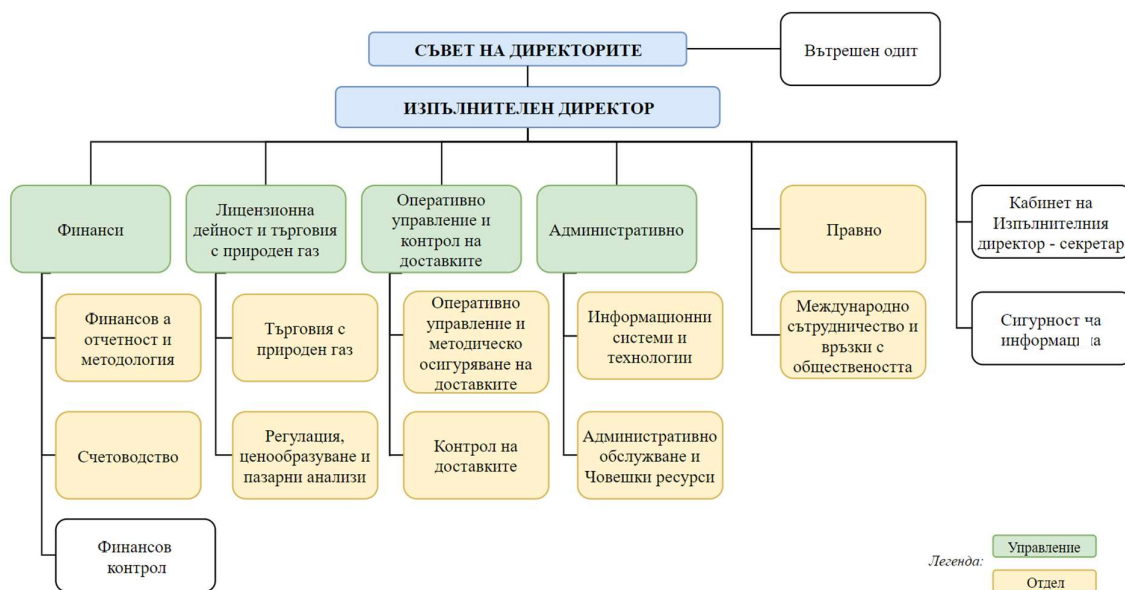 СЪВЕТ НА ДИРЕКТОРИТЕ
Вътрешен одит
ИЗПЪЛНИТЕЛЕН ДИРЕКТОР
Финанси
Лицензионна
дейност и търговия
с природен газ
Оперативно
управление и
контрол на
доставките
Административно
Правно
Кабинет на
Изпълнителния
директор - секретар
Финансов а
отчетност и
методология
Търговия с
природен газ
Оперативно
управление и
методическо
осигуряване на
доставките
Информационни
системи и
технологии
Международно
сътрудничество и
връзки с
обществеността
Сигурност
Счетоводство
Регулация,
ценообразуване и
пазарни анализи
Контрол на
доставките
Административно
обслужване и
Човешки ресурси
Финансов
контрол
Легенда:
Управление
Отдел